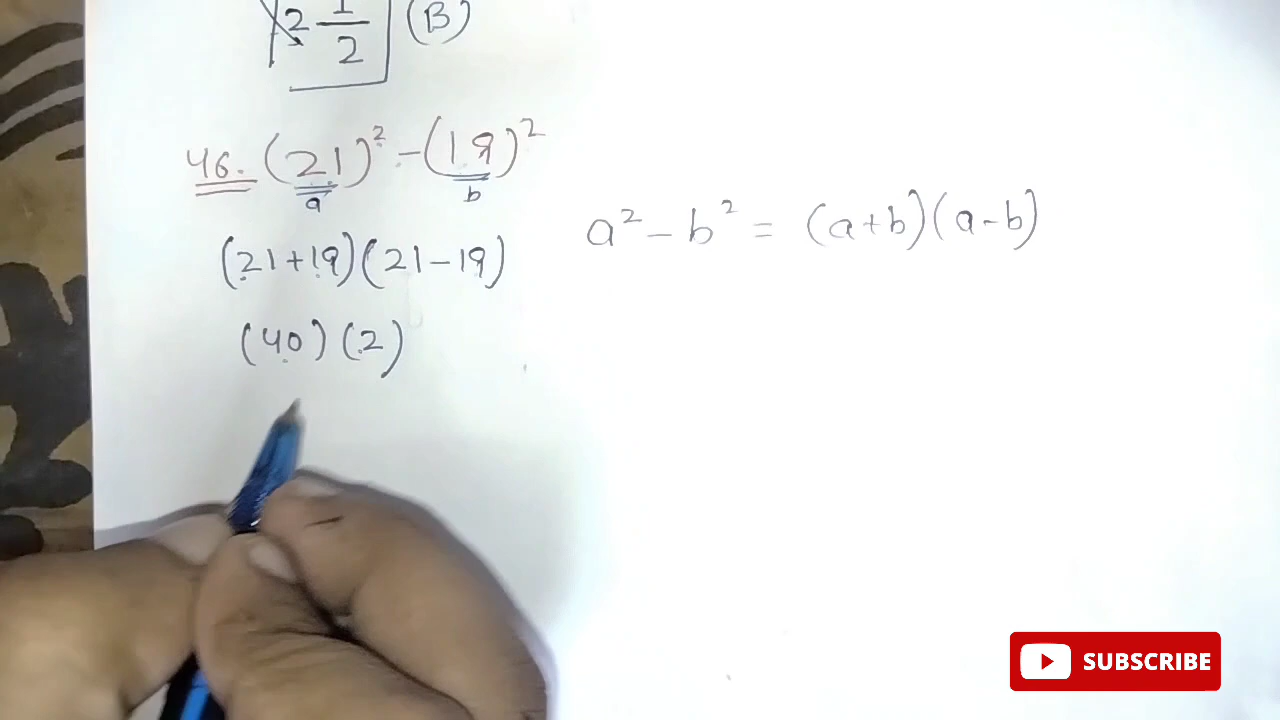 2 1/2 (B)
46. (21)² - (19)²
a b
a² - b² = (a+b)(a-b)
(21+19)(21-19)
(40)(2)
SUBSCRIBE